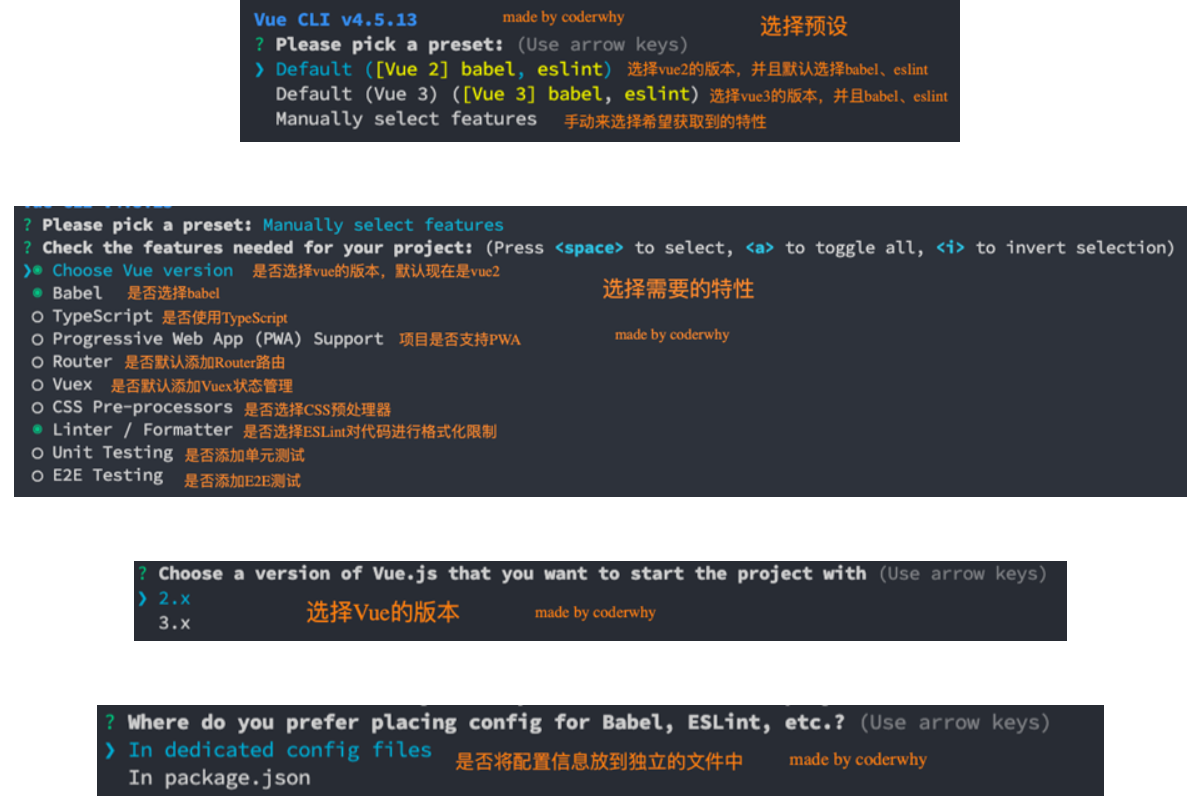 Vue CLI v4.5.13 made by coderwhy 选择预设
? Please pick a preset: (Use arrow keys)
❯ Default ([Vue 2] babel, eslint) 选择vue2的版本，并且默认选择babel、eslint
Default (Vue 3) ([Vue 3] babel, eslint) 选择vue3的版本，并且babel、eslint
Manually select features 手动来选择希望获取到的特性
? Please pick a preset: Manually select features
? Check the features needed for your project: (Press <space> to select, <a> to toggle all, <i> to invert selection)
❯◉ Choose Vue version 是否选择vue的版本，默认现在是vue2
◉ Babel 是否选择babel 选择需要的特性
○ TypeScript 是否使用TypeScript
○ Progressive Web App (PWA) Support 项目是否支持PWA made by coderwhy
○ Router 是否默认添加Router路由
○ Vuex 是否默认添加Vuex状态管理
○ CSS Pre-processors 是否选择CSS预处理器
◉ Linter / Formatter 是否选择ESLint对代码进行格式化限制
○ Unit Testing 是否添加单元测试
○ E2E Testing 是否添加E2E测试
? Choose a version of Vue.js that you want to start the project with (Use arrow keys)
❯ 2.x 选择Vue的版本 made by coderwhy
3.x
? Where do you prefer placing config for Babel, ESLint, etc.? (Use arrow keys)
❯ In dedicated config files 是否将配置信息放到独立的文件中 made by coderwhy
In package.json